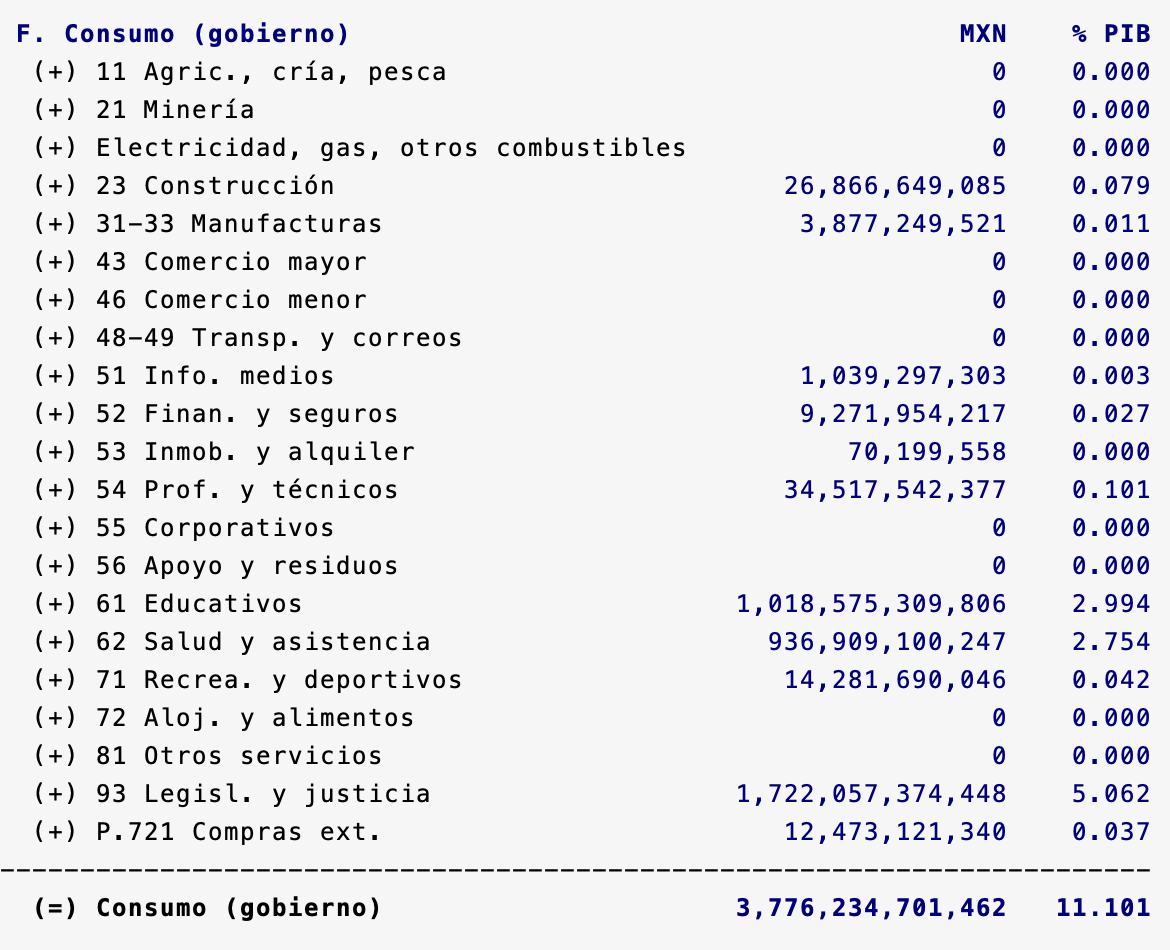 F. Consumo (gobierno) MXN % PIB
(+) 11 Agric., cría, pesca 0 0.000
(+) 21 Minería 0 0.000
(+) Electricidad, gas, otros combustibles 0 0.000
(+) 23 Construcción 26,866,649,085 0.079
(+) 31-33 Manufacturas 3,877,249,521 0.011
(+) 43 Comercio mayor 0 0.000
(+) 46 Comercio menor 0 0.000
(+) 48-49 Transp. y correos 0 0.000
(+) 51 Info. medios 1,039,297,303 0.003
(+) 52 Finan. y seguros 9,271,954,217 0.027
(+) 53 Inmob. y alquiler 70,199,558 0.000
(+) 54 Prof. y técnicos 34,517,542,377 0.101
(+) 55 Corporativos 0 0.000
(+) 56 Apoyo y residuos 0 0.000
(+) 61 Educativos 1,018,575,309,806 2.994
(+) 62 Salud y asistencia 936,909,100,247 2.754
(+) 71 Recrea. y deportivos 14,281,690,046 0.042
(+) 72 Aloj. y alimentos 0 0.000
(+) 81 Otros servicios 0 0.000
(+) 93 Legisl. y justicia 1,722,057,374,448 5.062
(+) P.721 Compras ext. 12,473,121,340 0.037
------------------------------------------------------------------------
(=) Consumo (gobierno) 3,776,234,701,462 11.101